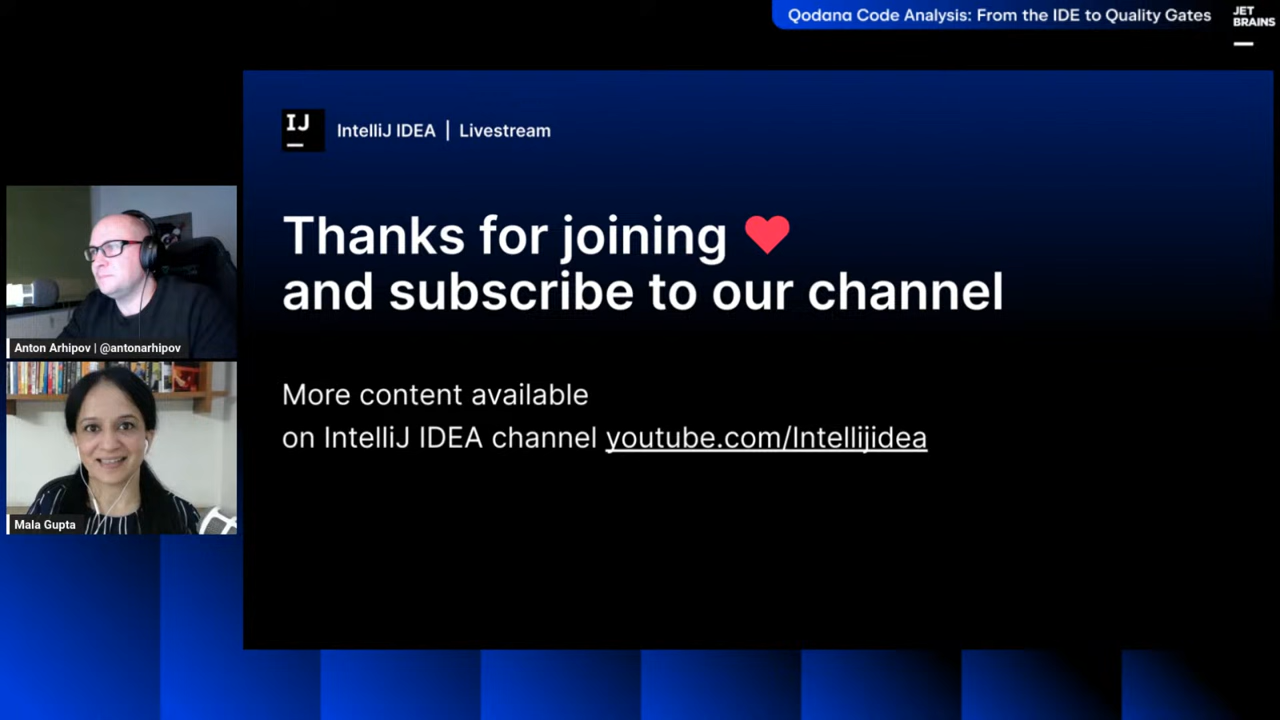 Qodana Code Analysis: From the IDE to Quality Gates
JET
BRAINS
IJ
IntelliJ IDEA | Livestream
Thanks for joining ❤
and subscribe to our channel
More content available
on IntelliJ IDEA channel youtube.com/Intellijidea
Anton Arhipov | @antonarhipov
Mala Gupta